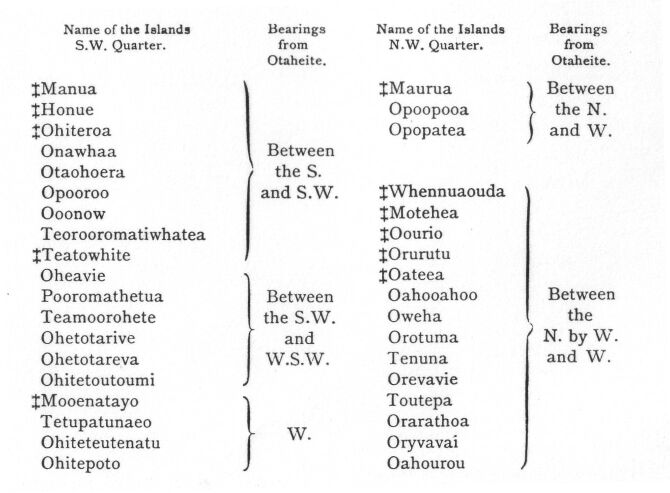 Name of the Islands
S.W. Quarter.
Bearings
from
Otaheite.
‡Manua
‡Honue
‡Ohiteroa
Onawhaa
Otaohoera
Opooroo
Ooonow
Teorooromatiwhatea
‡Teatowhite
Between
the S.
and S.W.
Oheavie
Pooromathetua
Teamoorohete
Ohetotarive
Ohetotareva
Ohitetoutoumi
Between
the S.W.
and
W.S.W.
‡Mooenatayo
Tetupatunaeo
Ohiteteutenatu
Ohitepoto
W.
Name of the Islands
N.W. Quarter.
Bearings
from
Otaheite.
‡Maurua
Opoopooa
Opopatea
Between
the N.
and W.
‡Whennuaouda
‡Motehea
‡Oourio
‡Orurutu
‡Oateea
Oahooahoo
Oweha
Orotuma
Tenuna
Orevavie
Toutepa
Orarathoa
Oryvavai
Oahourou
Between
the
N. by W.
and W.